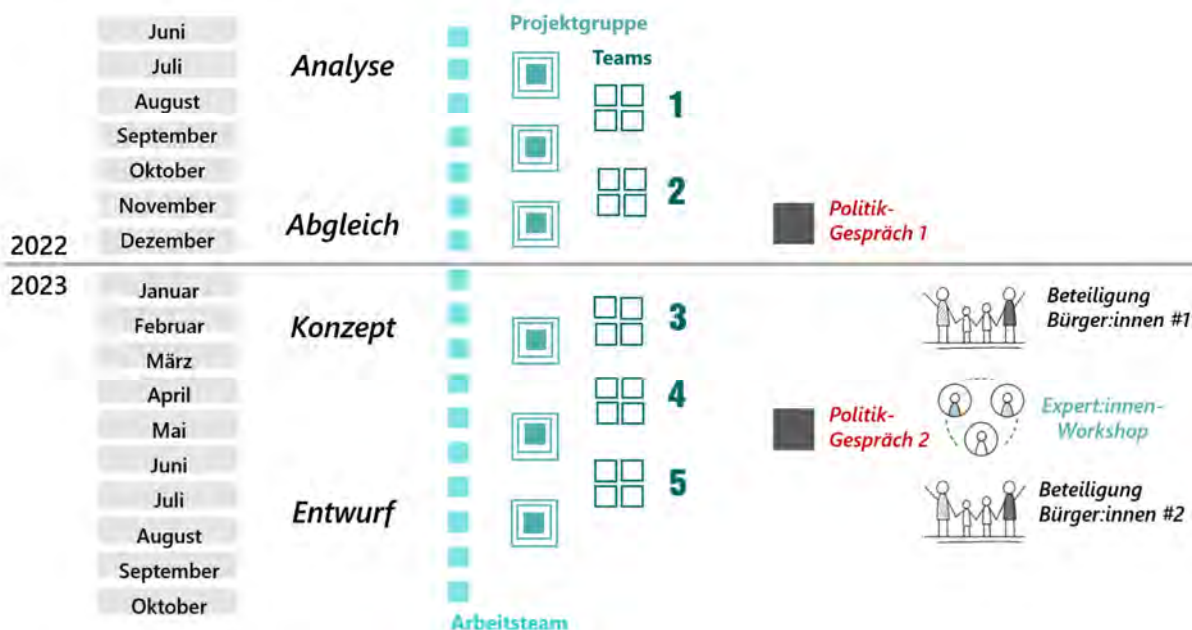 Juni
Juli
August
September
Oktober
November
Dezember
2022
2023
Januar
Februar
März
April
Mai
Juni
Juli
August
September
Oktober
Analyse
Abgleich
Konzept
Entwurf
Arbeitsteam
Projektgruppe
Teams
1
2
3
4
5
Politik-
Gespräch 1
Politik-
Gespräch 2
Beteiligung
Bürger:innen #1
Expert:innen-
Workshop
Beteiligung
Bürger:innen #2